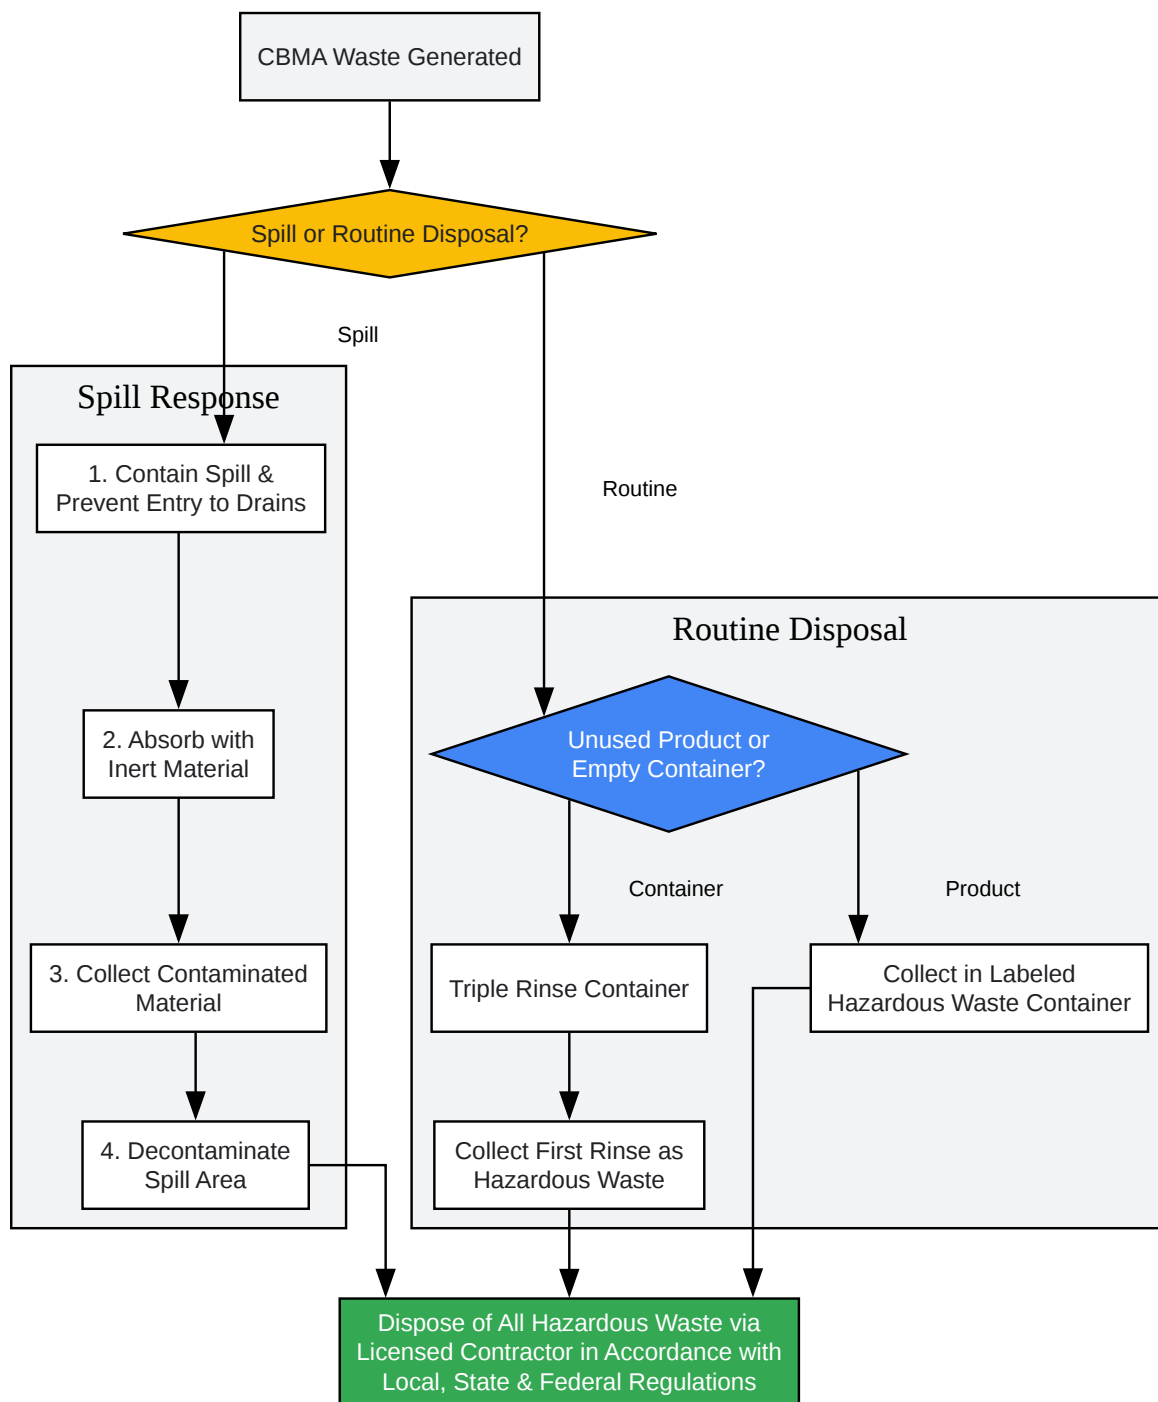 CBMA Waste Generated
Spill or Routine Disposal?
Spill
Spill Response
1. Contain Spill &
Prevent Entry to Drains
Routine
Routine Disposal
2. Absorb with
Inert Material
Unused Product or
Empty Container?
Container
Product
3. Collect Contaminated
Material
Triple Rinse Container
Collect in Labeled
Hazardous Waste Container
4. Decontaminate
Spill Area
Collect First Rinse as
Hazardous Waste
Dispose of All Hazardous Waste via
Licensed Contractor in Accordance with
Local, State & Federal Regulations